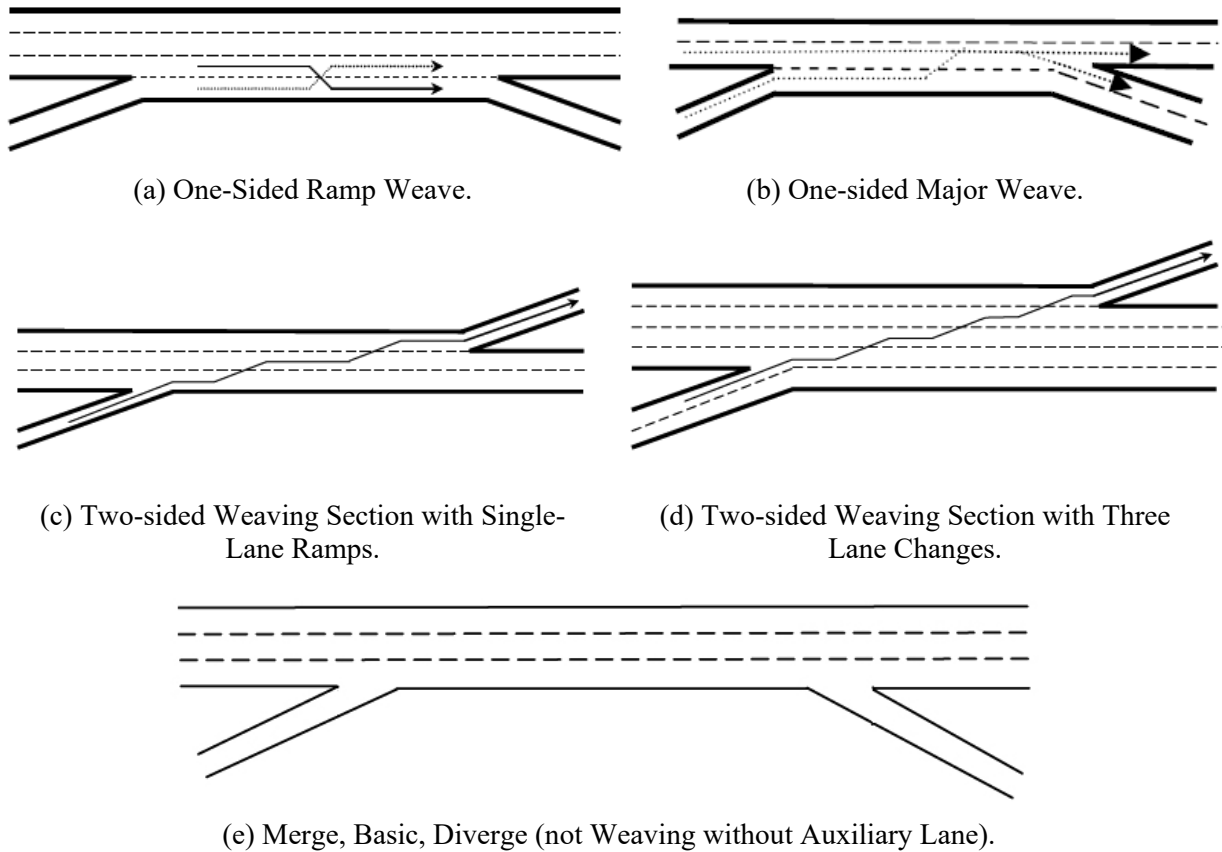 (a) One-Sided Ramp Weave.
(b) One-sided Major Weave.
(c) Two-sided Weaving Section with Single-
Lane Ramps.
(d) Two-sided Weaving Section with Three
Lane Changes.
(e) Merge, Basic, Diverge (not Weaving without Auxiliary Lane).